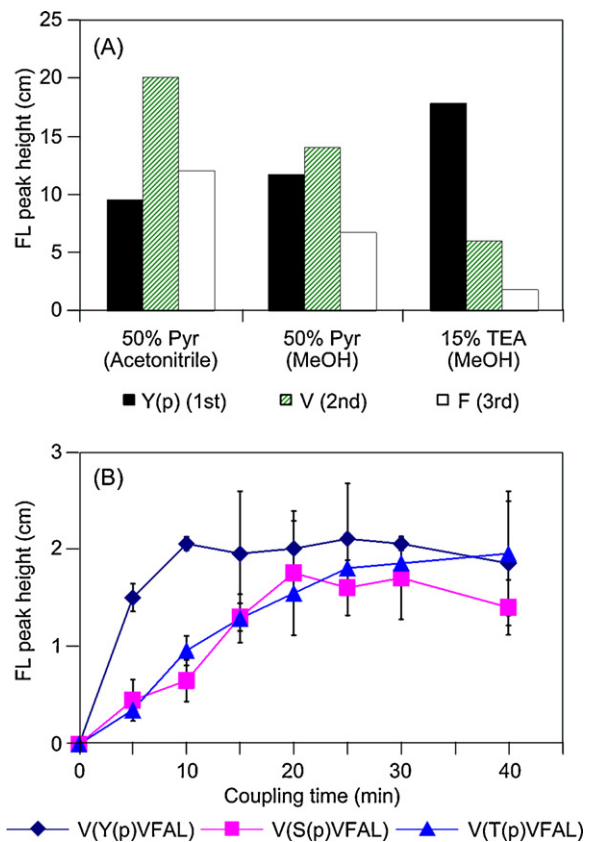 (A)
FL peak height (cm)
25
20
15
10
5
0
50% Pyr 50% Pyr 15% TEA
(Acetonitrile) (MeOH) (MeOH)
Y(p) (1st) V (2nd) F (3rd)
(B)
FL peak height (cm)
3
2
1
0
0 10 20 30 40
Coupling time (min)
V(Y(p)VFAL) V(S(p)VFAL) V(T(p)VFAL)